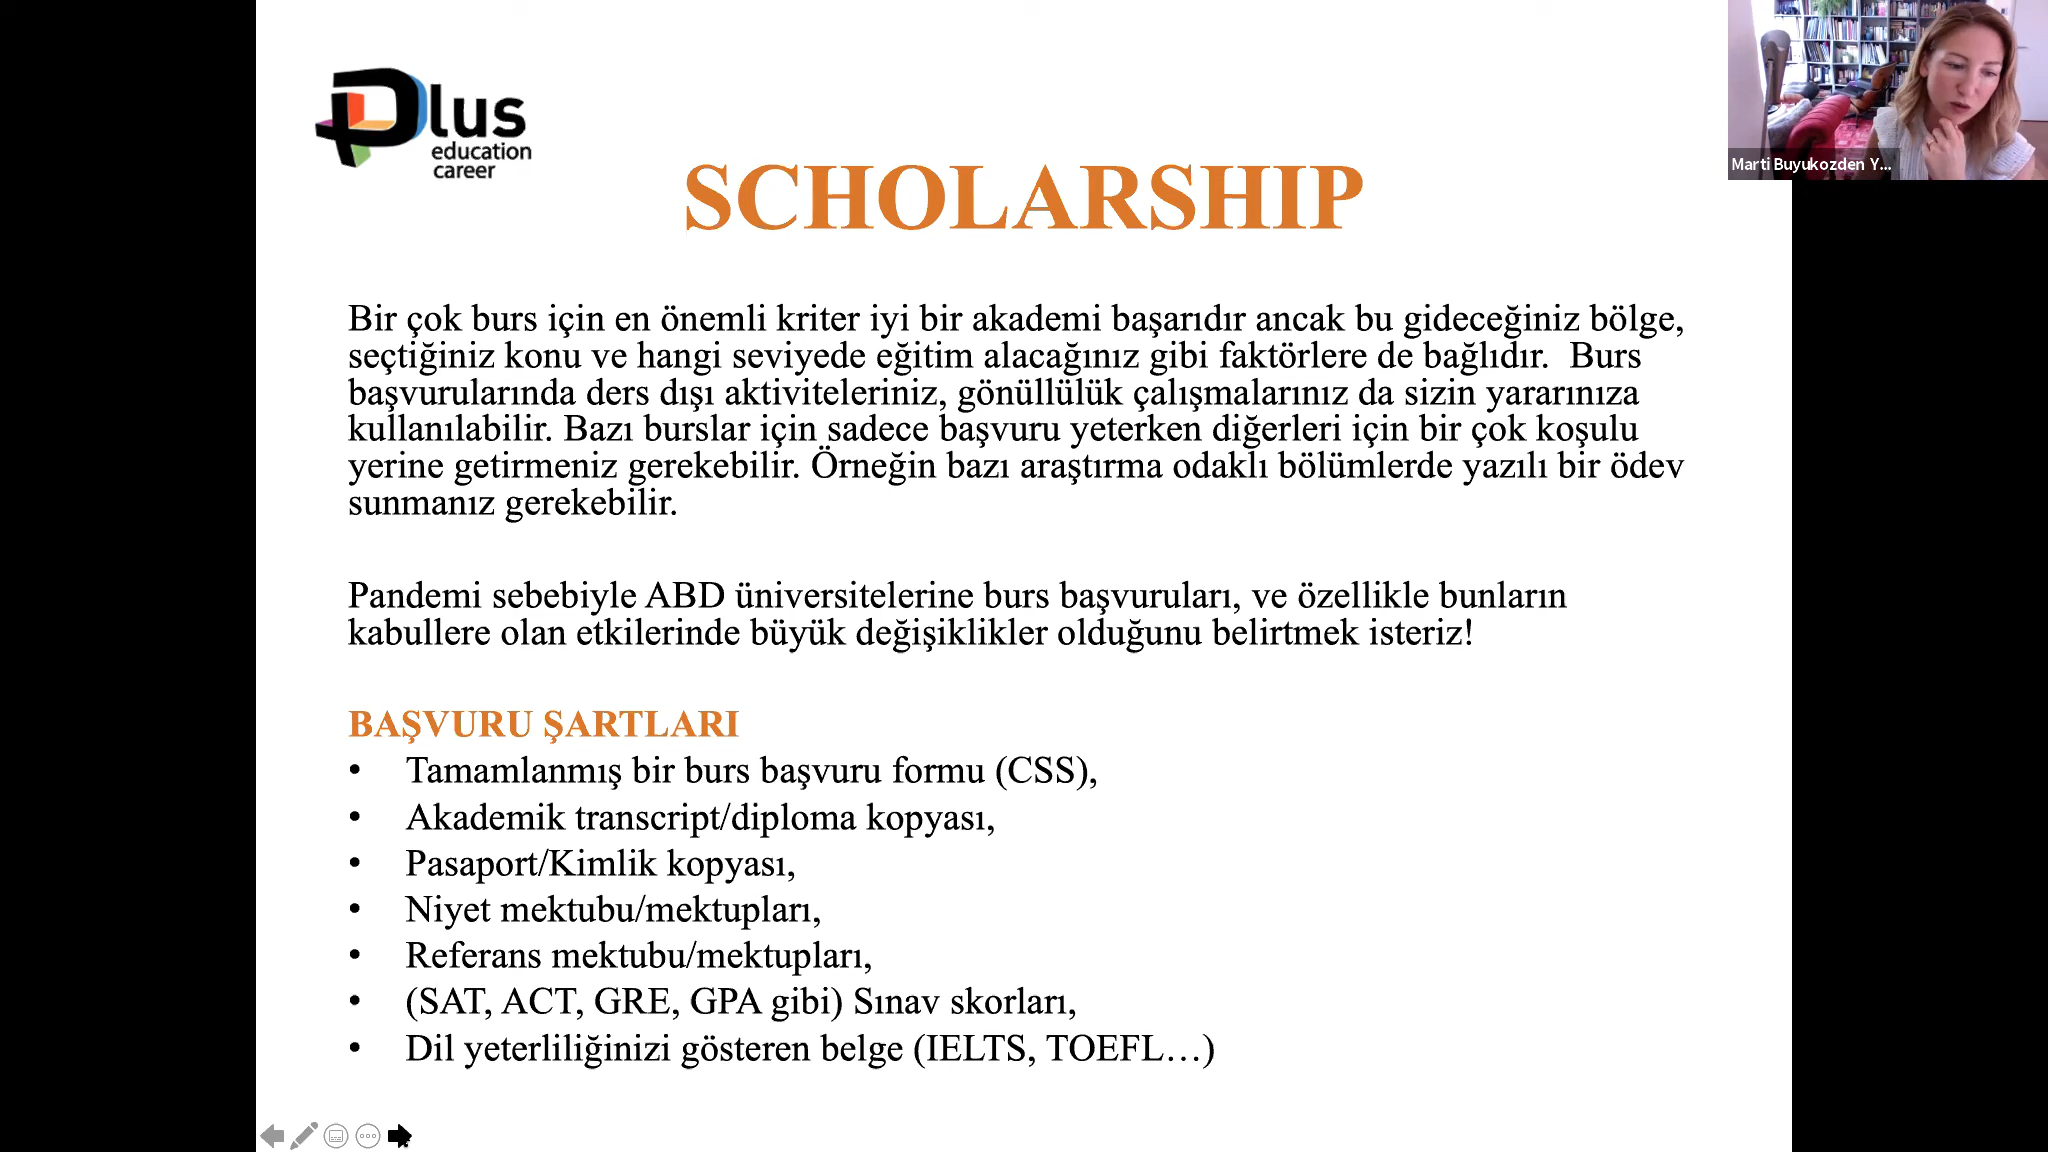 Plus
education
career
SCHOLARSHIP
Marti Buyukozden Y...
Bir çok burs için en önemli kriter iyi bir akademi başarıdır ancak bu gideceğiniz bölge,
seçtiğiniz konu ve hangi seviyede eğitim alacağınız gibi faktörlere de bağlıdır.  Burs
başvurularında ders dışı aktiviteleriniz, gönüllülük çalışmalarınız da sizin yararınıza
kullanılabilir. Bazı burslar için sadece başvuru yeterken diğerleri için bir çok koşulu
yerine getirmeniz gerekebilir. Örneğin bazı araştırma odaklı bölümlerde yazılı bir ödev
sunmanız gerekebilir.
Pandemi sebebiyle ABD üniversitelerine burs başvuruları, ve özellikle bunların
kabullere olan etkilerinde büyük değişiklikler olduğunu belirtmek isteriz!
BAŞVURU ŞARTLARI
• Tamamlanmış bir burs başvuru formu (CSS),
• Akademik transcript/diploma kopyası,
• Pasaport/Kimlik kopyası,
• Niyet mektubu/mektupları,
• Referans mektubu/mektupları,
• (SAT, ACT, GRE, GPA gibi) Sınav skorları,
• Dil yeterliliğinizi gösteren belge (IELTS, TOEFL…)